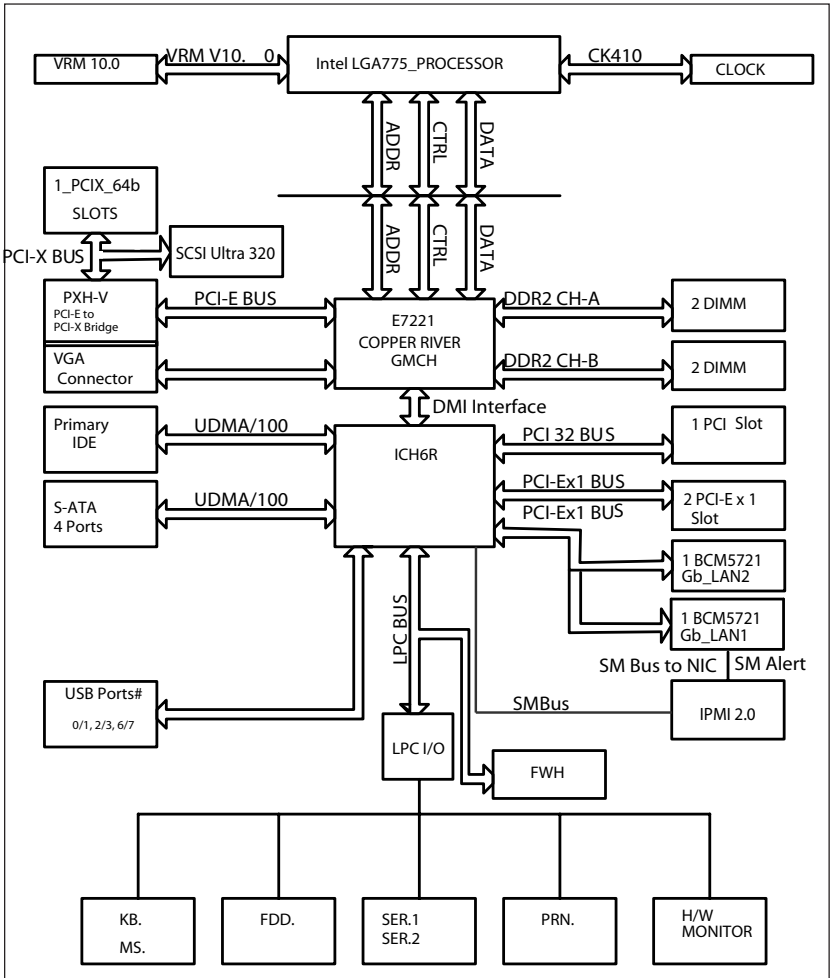 VRM 10.0
VRM V10. 0
Intel LGA775_PROCESSOR
CK410
CLOCK
ADDR
CTRL
DATA
1_PCIX_64b
SLOTS
ADDR
CTRL
DATA
PCI-X BUS
SCSI Ultra 320
PXH-V
PCI-E to
PCI-X Bridge
PCI-E BUS
E7221
COPPER RIVER
GMCH
DDR2 CH-A
2 DIMM
VGA
Connector
DDR2 CH-B
2 DIMM
DMI Interface
Primary
IDE
UDMA/100
ICH6R
PCI 32 BUS
1 PCI Slot
S-ATA
4 Ports
UDMA/100
PCI-Ex1 BUS
2 PCI-E x 1
Slot
PCI-Ex1 BUS
1 BCM5721
Gb_LAN2
LPC BUS
1 BCM5721
Gb_LAN1
SM Bus to NIC
SM Alert
USB Ports#
0/1, 2/3, 6/7
SMBus
IPMI 2.0
LPC I/O
FWH
KB.
MS.
FDD.
SER.1
SER.2
PRN.
H/W
MONITOR